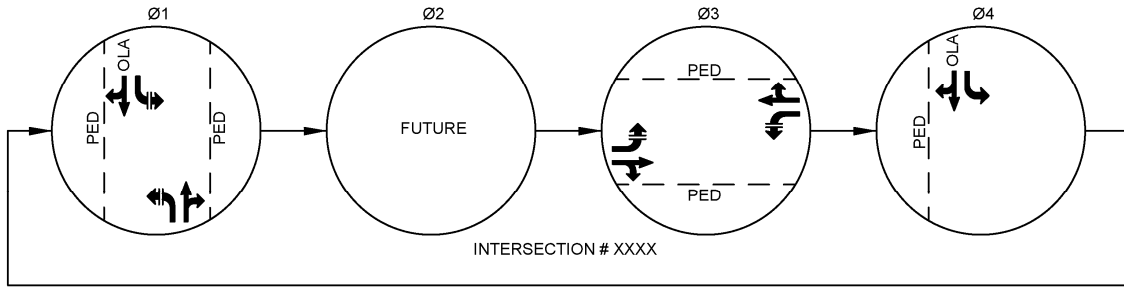 Ø1
Ø2
Ø3
Ø4
OLA
PED
PED
FUTURE
PED
PED
OLA
PED
INTERSECTION # XXXX